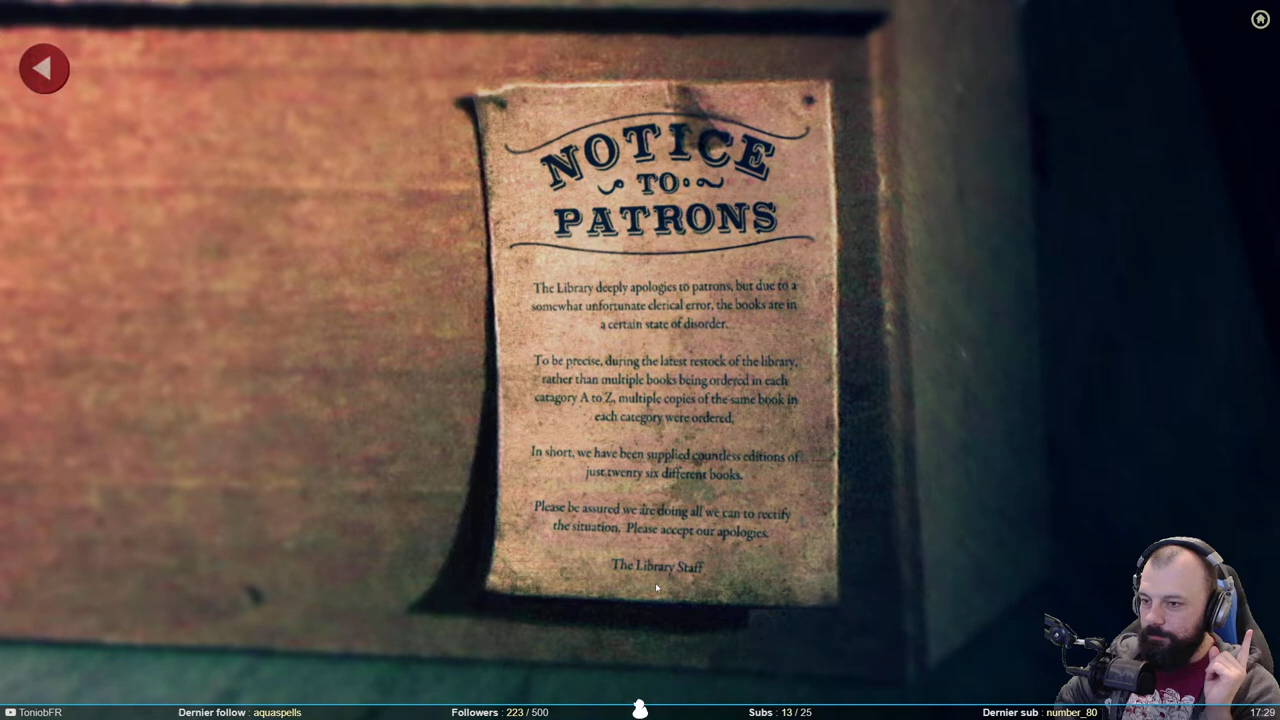 NOTICE
TO
PATRONS
The Library deeply apologies to patrons, but due to a
somewhat unfortunate clerical error, the books are in
a certain state of disorder.
To be precise, during the latest restock of the library,
rather than multiple books being ordered in each
catagory A to Z, multiple copies of the same book in
each category were ordered.
In short, we have been supplied countless editions of
just twenty six different books.
Please be assured we are doing all we can to rectify
the situation. Please accept our apologies.
The Library Staff
ToniobFR
Dernier follow : aquaspells
Followers : 223 / 500
Subs : 13 / 25
Dernier sub : number_80
17:29